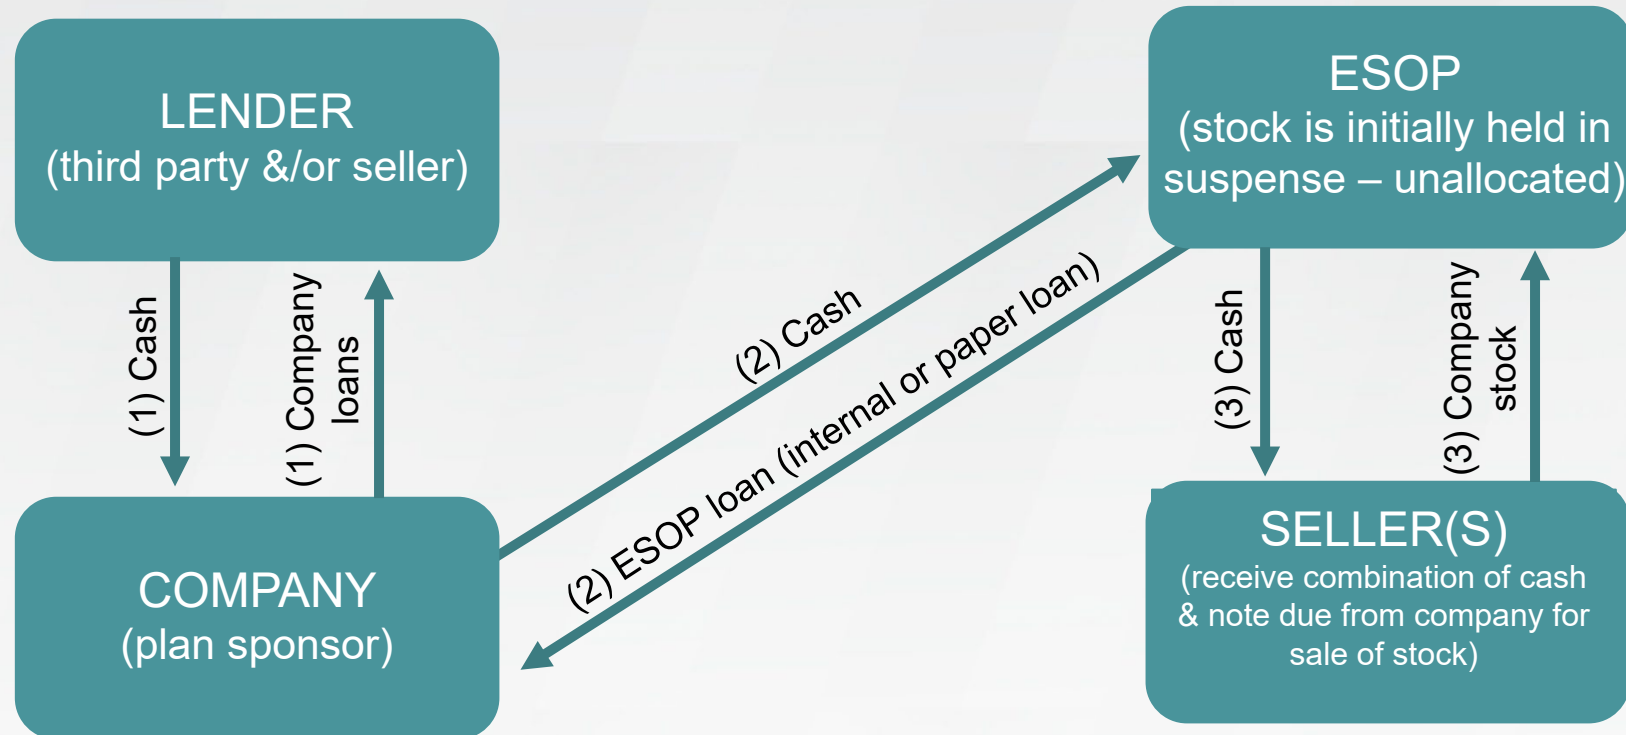 LENDER
(third party &/or seller)
ESOP
(stock is initially held in
suspense – unallocated)
(1) Cash
(1) Company
loans
(2) Cash
(2) ESOP loan (internal or paper loan)
(3) Cash
(3) Company
stock
COMPANY
(plan sponsor)
SELLER(S)
(receive combination of cash
& note due from company for
sale of stock)